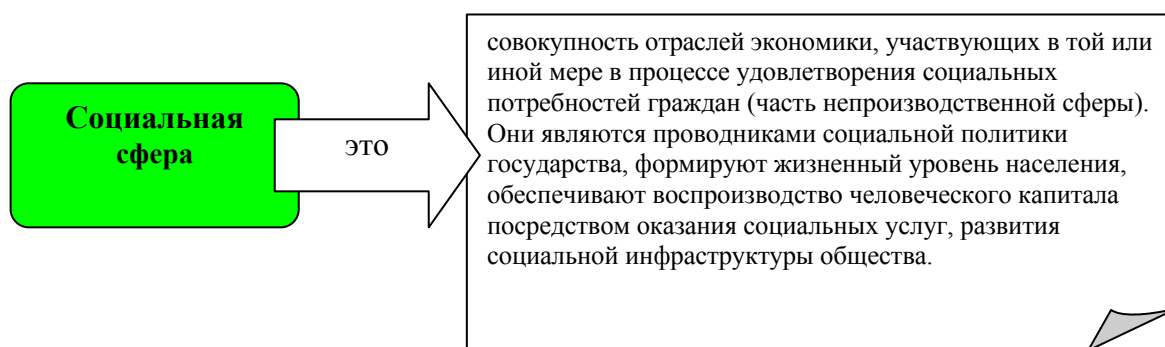 Социальная
сфера
это
совокупность отраслей экономики, участвующих в той или
иной мере в процессе удовлетворения социальных
потребностей граждан (часть непроизводственной сферы).
Они являются проводниками социальной политики
государства, формируют жизненный уровень населения,
обеспечивают воспроизводство человеческого капитала
посредством оказания социальных услуг, развития
социальной инфраструктуры общества.